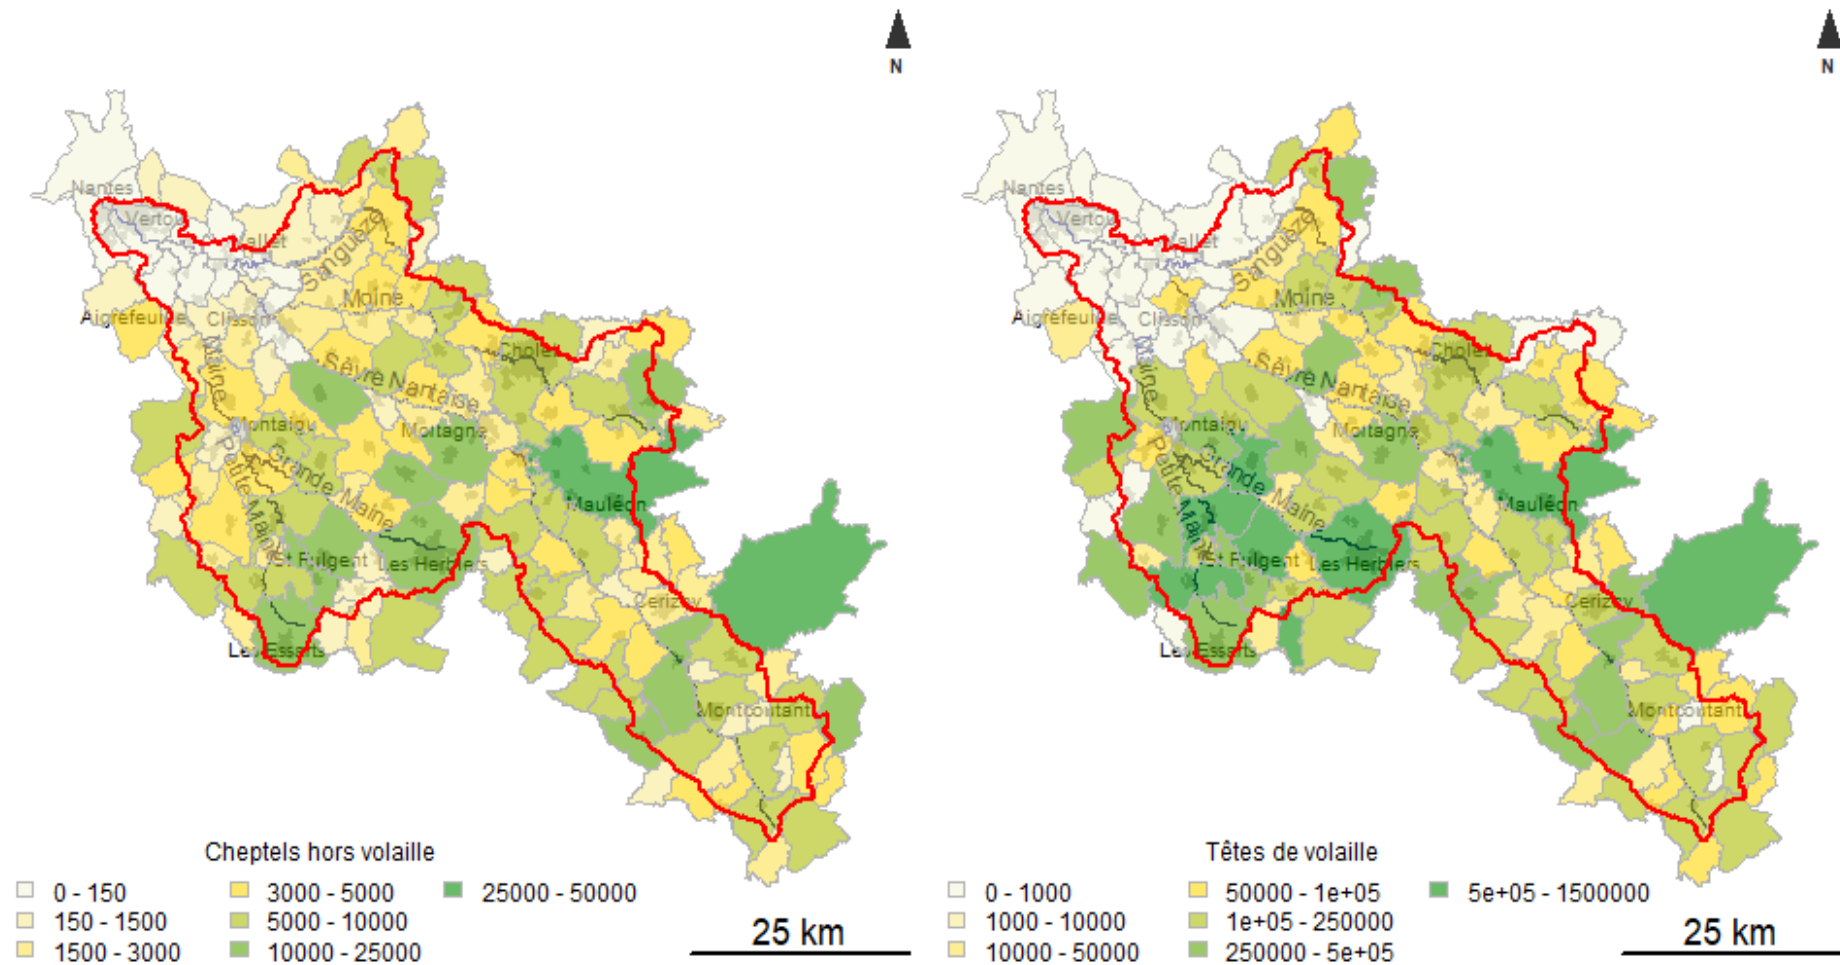 N
Nantes
Vertou
Vallet
Sanguèze
Moine
Aigrefeuille
Clisson
Maine
Cholet
Sèvre Nantaise
Montaigu
Mortagne
Petite Maine
Grande Maine
Mauléon
St Fulgent
Les Herbiers
Cerizay
Les Essarts
Montcoutant
Cheptels hors volaille
0 - 150
150 - 1500
1500 - 3000
3000 - 5000
5000 - 10000
10000 - 25000
25000 - 50000
25 km
N
Nantes
Vertou
Vallet
Sanguèze
Moine
Aigrefeuille
Clisson
Maine
Cholet
Sèvre Nantaise
Montaigu
Mortagne
Petite Maine
Grande Maine
Mauléon
St Fulgent
Les Herbiers
Cerizay
Les Essarts
Montcoutant
Têtes de volaille
0 - 1000
1000 - 10000
10000 - 50000
50000 - 1e+05
1e+05 - 250000
250000 - 5e+05
5e+05 - 1500000
25 km